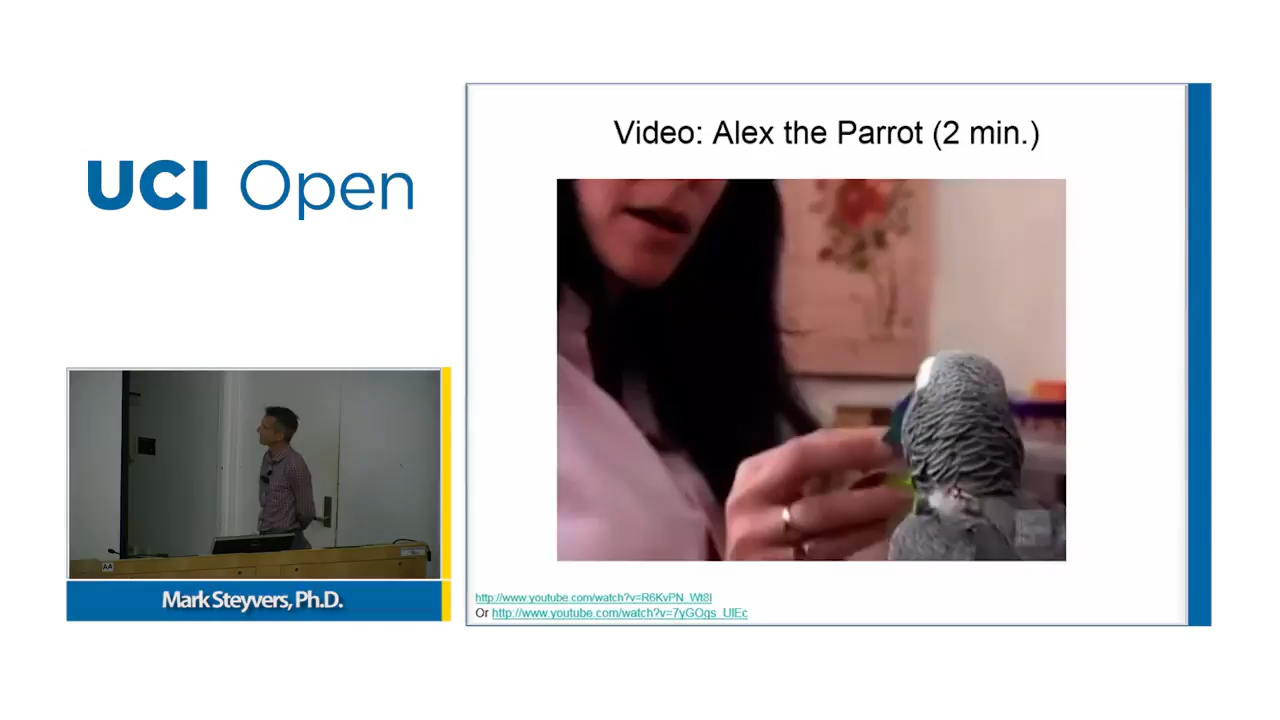 UCI Open
Video: Alex the Parrot (2 min.)
AA
Mark Steyvers, Ph.D.
http://www.youtube.com/watch?v=R6KvPN_Wt8I
Or http://www.youtube.com/watch?v=7yGOgs_UlEc